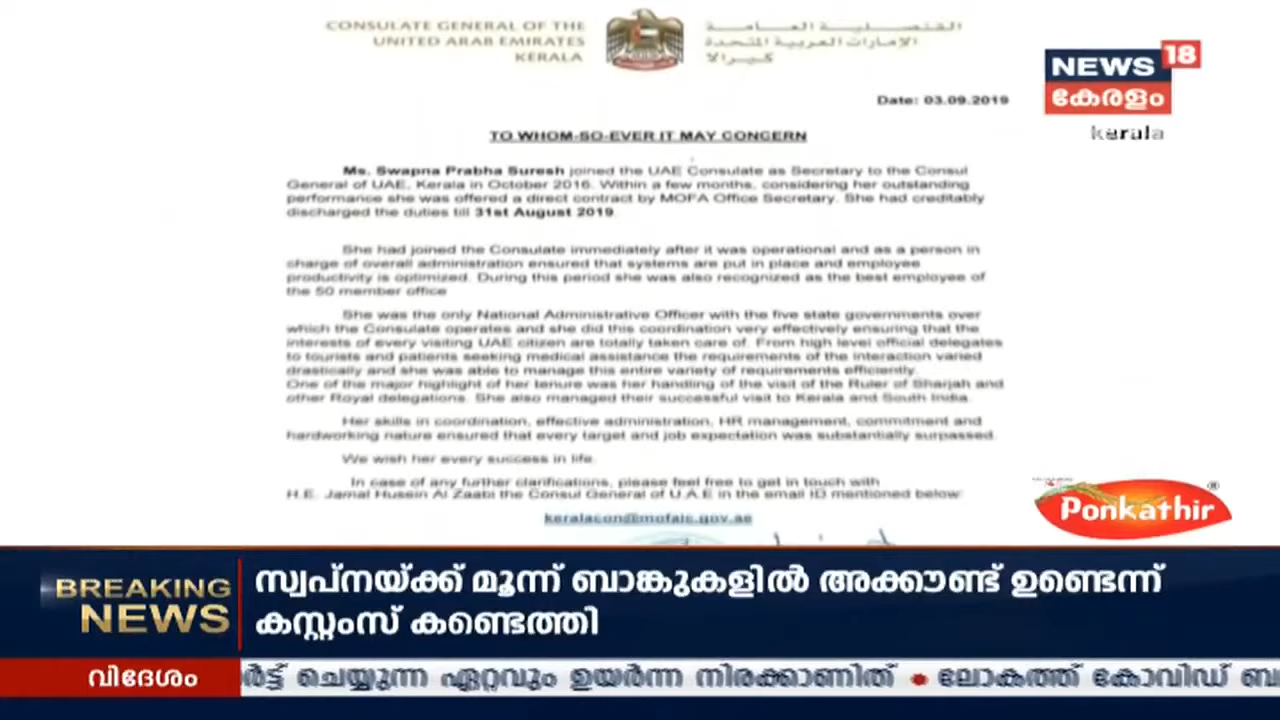 CONSULATE GENERAL OF THE
UNITED ARAB EMIRATES
KERALA
القنصلية العامة
الإمارات العربية المتحدة
كيرالا
NEWS 18
കേരളം
kerala
Date: 03.09.2019
TO WHOM-SO-EVER IT MAY CONCERN
Ms. Swapna Prabha Suresh joined the UAE Consulate as Secretary to the Consul
General of UAE, Kerala in October 2016. Within a few months, considering her outstanding
performance she was offered a direct contract by MOFA Office Secretary. She had creditably
discharged the duties till 31st August 2019.
She had joined the Consulate immediately after it was operational and as a person in
charge of overall administration ensured that systems are put in place and employee
productivity is optimized. During this period she was also recognized as the best employee of
the 50 member office
She was the only National Administrative Officer with the five state governments over
which the Consulate operates and she did this coordination very effectively ensuring that the
interests of every visiting UAE citizen are totally taken care of. From high level official delegates
to tourists and patients seeking medical assistance the requirements of the interaction varied
drastically and she was able to manage this entire variety of requirements efficiently.
One of the major highlight of her tenure was her handling of the visit of the Ruler of Sharjah and
other Royal delegations. She also managed their successful visit to Kerala and South India.
Her skills in coordination, effective administration, HR management, commitment and
hardworking nature ensured that every target and job expectation was substantially surpassed.
We wish her every success in life.
In case of any further clarifications, please feel free to get in touch with
H.E. Jamal Husein Al Zaabi the Consul General of U.A.E in the email ID mentioned below:
keralacon@mofaic.gov.ae
Ponkathir
BREAKING
NEWS
സ്വപ്നയ്ക്ക് മൂന്ന് ബാങ്കുകളിൽ അക്കൗണ്ട് ഉണ്ടെന്ന്
കസ്റ്റംസ് കണ്ടെത്തി
വിദേശം
ർട്ട് ചെയ്യുന്ന ഏറ്റവും ഉയർന്ന നിരക്കാണിത് • ലോകത്ത് കോവിഡ് ബ